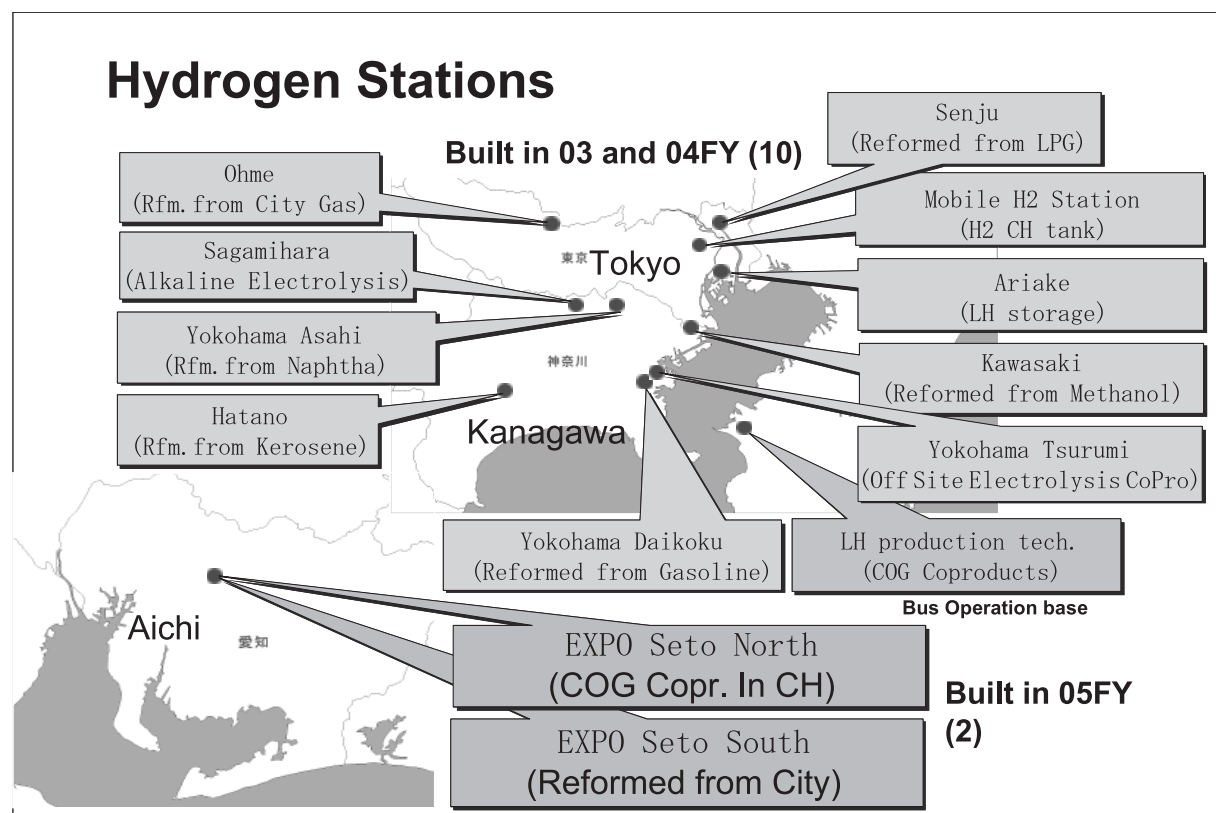 Hydrogen Stations
Built in 03 and 04FY (10)
Senju
(Reformed from LPG)
Ohme
(Rfm.from City Gas)
Mobile H2 Station
(H2 CH tank)
Sagamihara
(Alkaline Electrolysis)
東京
Tokyo
Ariake
(LH storage)
Yokohama Asahi
(Rfm.from Naphtha)
神奈川
Kawasaki
(Reformed from Methanol)
Hatano
(Rfm.from Kerosene)
Kanagawa
Yokohama Tsurumi
(Off Site Electrolysis CoPro)
Yokohama Daikoku
(Reformed from Gasoline)
LH production tech.
(COG Coproducts)
Bus Operation base
Aichi
愛知
EXPO Seto North
(COG Copr. In CH)
Built in 05FY
(2)
EXPO Seto South
(Reformed from City)